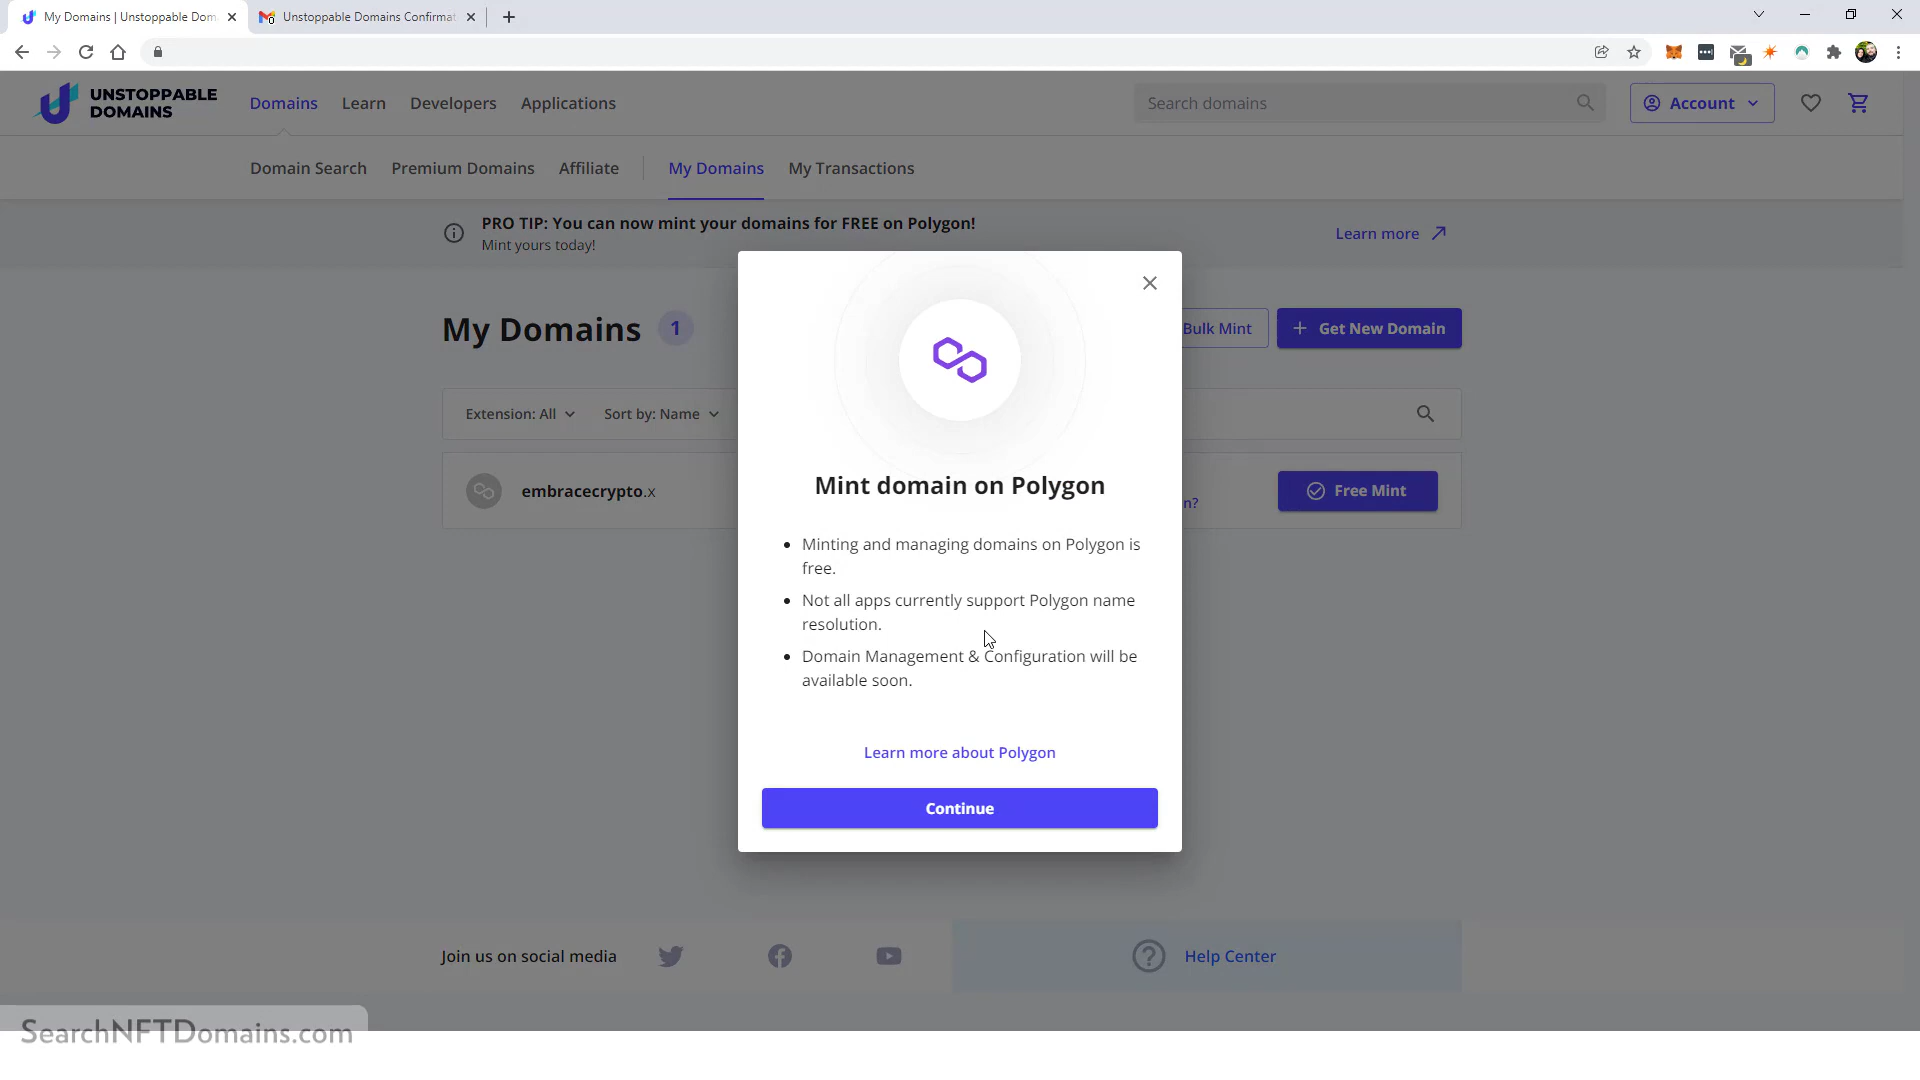 My Domains | Unstoppable Dom
Unstoppable Domains Confirmat
UNSTOPPABLE
DOMAINS
Domains
Learn
Developers
Applications
Search domains
Account
Domain Search
Premium Domains
Affiliate
My Domains
My Transactions
PRO TIP: You can now mint your domains for FREE on Polygon!
Mint yours today!
Learn more
My Domains 1
Bulk Mint
+ Get New Domain
Extension: All
Sort by: Name
embracecrypto.x
n?
Free Mint
Mint domain on Polygon
• Minting and managing domains on Polygon is
free.
• Not all apps currently support Polygon name
resolution.
• Domain Management & Configuration will be
available soon.
Learn more about Polygon
Continue
Join us on social media
Help Center
SearchNFTDomains.com